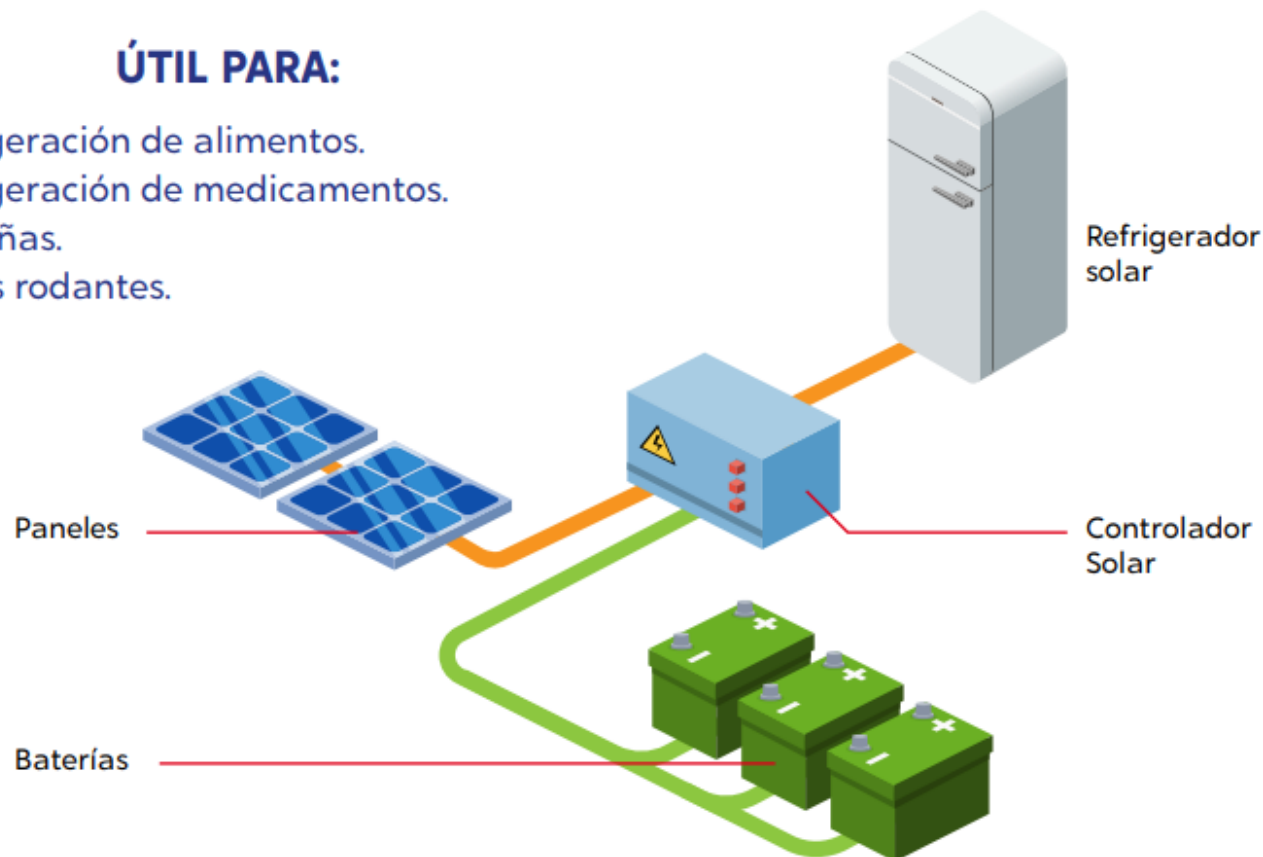 ÚTIL PARA:
geración de alimentos.
geración de medicamentos.
ñas.
s rodantes.
Refrigerador
solar
Paneles
Controlador
Solar
Baterías